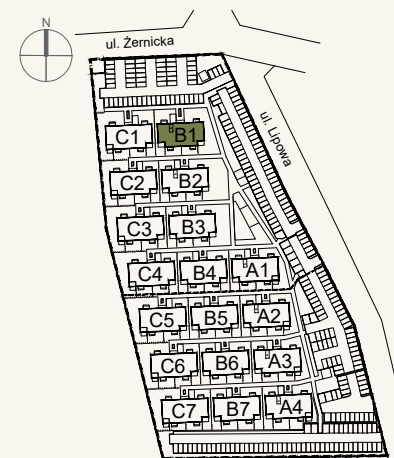 N
ul. Żernicka
ul. Lipowa
C1 B1
C2 B2
C3 B3
C4 B4 A1
C5 B5 A2
C6 B6 A3
C7 B7 A4